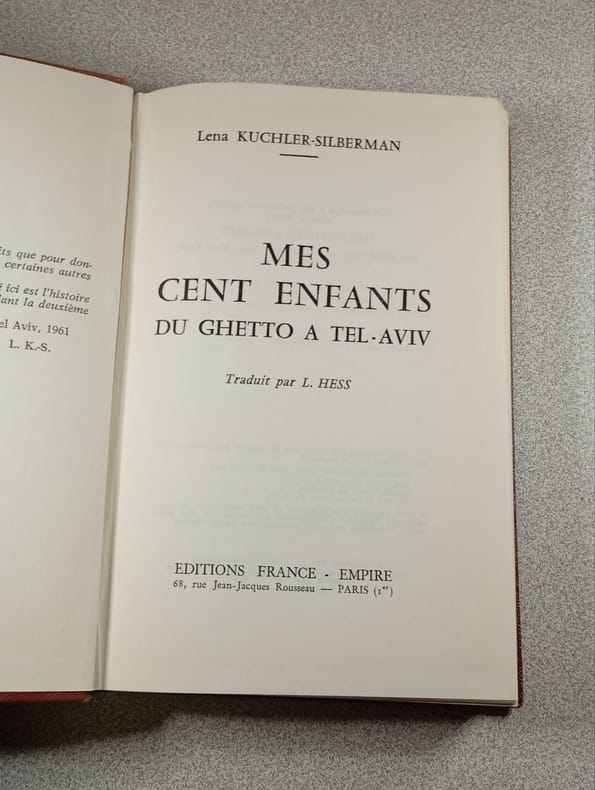 its que pour don-
certaines autres
ici est l'histoire
ant la deuxième
el Aviv, 1961
L. K.-S.
Lena KUCHLER-SILBERMAN
MES
CENT ENFANTS
DU GHETTO A TEL-AVIV
Traduit par L. HESS
EDITIONS FRANCE - EMPIRE
68, rue Jean-Jacques Rousseau — PARIS (1er)